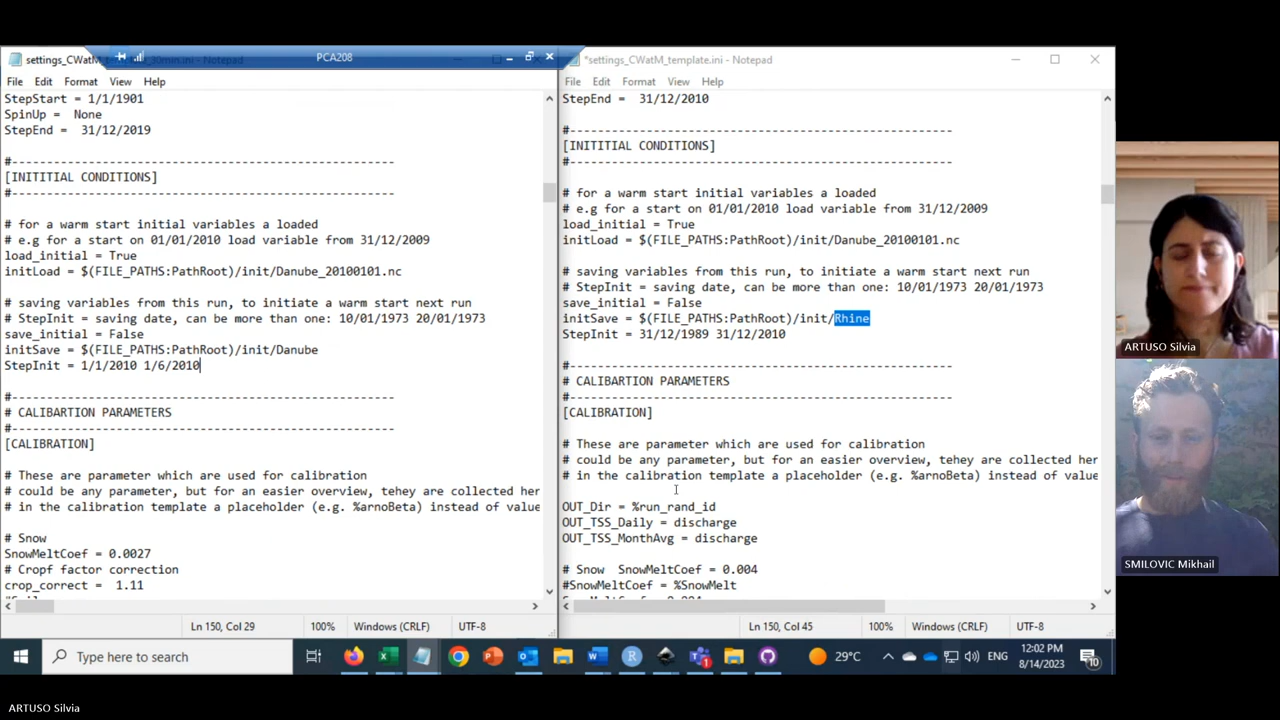 settings_CWatM_
30min.ini - Notepad
PCA208
File Edit Format View Help
StepStart = 1/1/1901
SpinUp = None
StepEnd = 31/12/2019
#-----------------------------------------------------------
[INITITIAL CONDITIONS]
#-----------------------------------------------------------
# for a warm start initial variables a loaded
# e.g for a start on 01/01/2010 load variable from 31/12/2009
load_initial = True
initLoad = $(FILE_PATHS:PathRoot)/init/Danube_20100101.nc
# saving variables from this run, to initiate a warm start next run
# StepInit = saving date, can be more than one: 10/01/1973 20/01/1973
save_initial = False
initSave = $(FILE_PATHS:PathRoot)/init/Danube
StepInit = 1/1/2010 1/6/2010
#-----------------------------------------------------------
# CALIBARTION PARAMETERS
#-----------------------------------------------------------
[CALIBRATION]
# These are parameter which are used for calibration
# could be any parameter, but for an easier overview, tehey are collected her
# in the calibration template a placeholder (e.g. %arnoBeta) instead of value
# Snow
SnowMeltCoef = 0.0027
# Cropf factor correction
crop_correct = 1.11
Ln 150, Col 29 100% Windows (CRLF) UTF-8
*settings_CWatM_template.ini - Notepad
File Edit Format View Help
StepEnd = 31/12/2010
#-----------------------------------------------------------
[INITITIAL CONDITIONS]
#-----------------------------------------------------------
# for a warm start initial variables a loaded
# e.g for a start on 01/01/2010 load variable from 31/12/2009
load_initial = True
initLoad = $(FILE_PATHS:PathRoot)/init/Danube_20100101.nc
# saving variables from this run, to initiate a warm start next run
# StepInit = saving date, can be more than one: 10/01/1973 20/01/1973
save_initial = False
initSave = $(FILE_PATHS:PathRoot)/init/Rhine
StepInit = 31/12/1989 31/12/2010
#-----------------------------------------------------------
# CALIBARTION PARAMETERS
#-----------------------------------------------------------
[CALIBRATION]
# These are parameter which are used for calibration
# could be any parameter, but for an easier overview, tehey are collected her
# in the calibration template a placeholder (e.g. %arnoBeta) instead of value
OUT_Dir = %run_rand_id
OUT_TSS_Daily = discharge
OUT_TSS_MonthAvg = discharge
# Snow SnowMeltCoef = 0.004
#SnowMeltCoef = %SnowMelt
Ln 150, Col 45 100% Windows (CRLF) UTF-8
Type here to search
29°C
ENG
12:02 PM
8/14/2023
10
ARTUSO Silvia
SMILOVIC Mikhail
ARTUSO Silvia